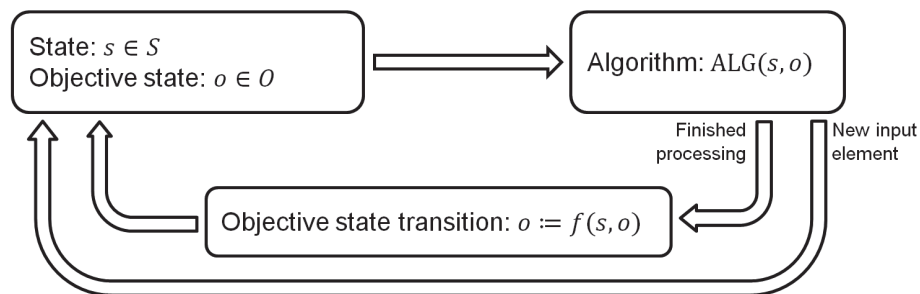 State: s ∈ S
Objective state: o ∈ O
Algorithm: ALG(s, o)
Finished
processing
New input
element
Objective state transition: o ≔ f(s, o)